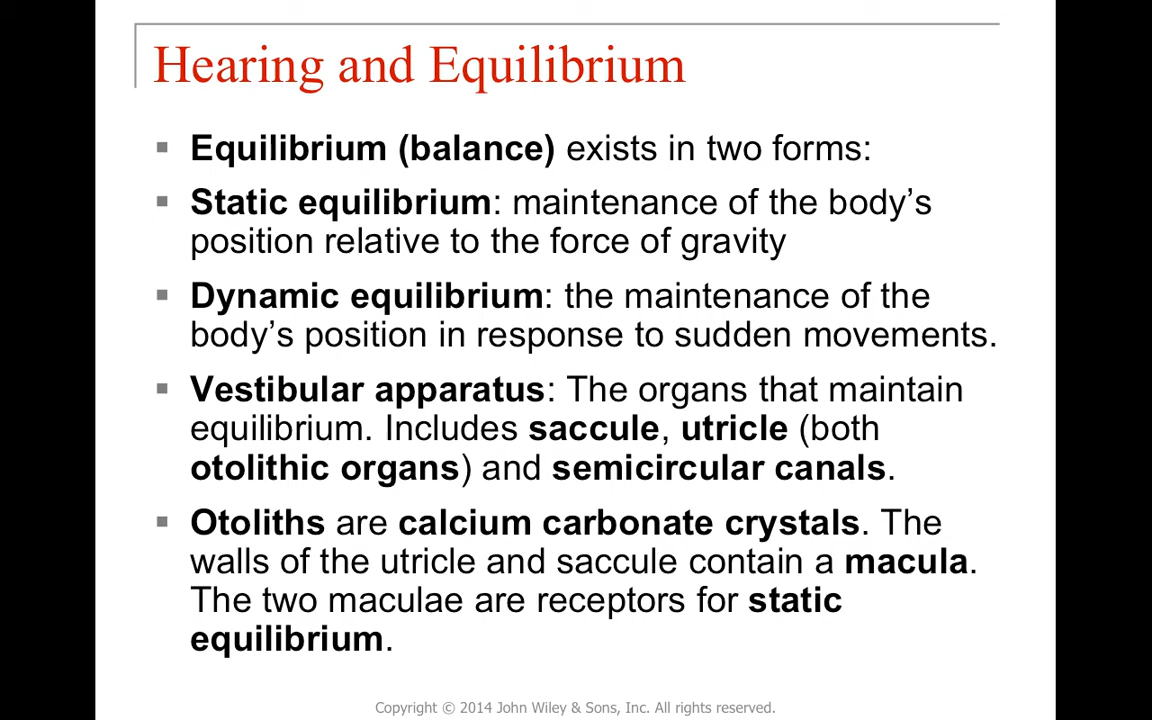 Hearing and Equilibrium
▪ Equilibrium (balance) exists in two forms:
▪ Static equilibrium: maintenance of the body’s
position relative to the force of gravity
▪ Dynamic equilibrium: the maintenance of the
body’s position in response to sudden movements.
▪ Vestibular apparatus: The organs that maintain
equilibrium. Includes saccule, utricle (both
otolithic organs) and semicircular canals.
▪ Otoliths are calcium carbonate crystals. The
walls of the utricle and saccule contain a macula.
The two maculae are receptors for static
equilibrium.
Copyright © 2014 John Wiley & Sons, Inc. All rights reserved.